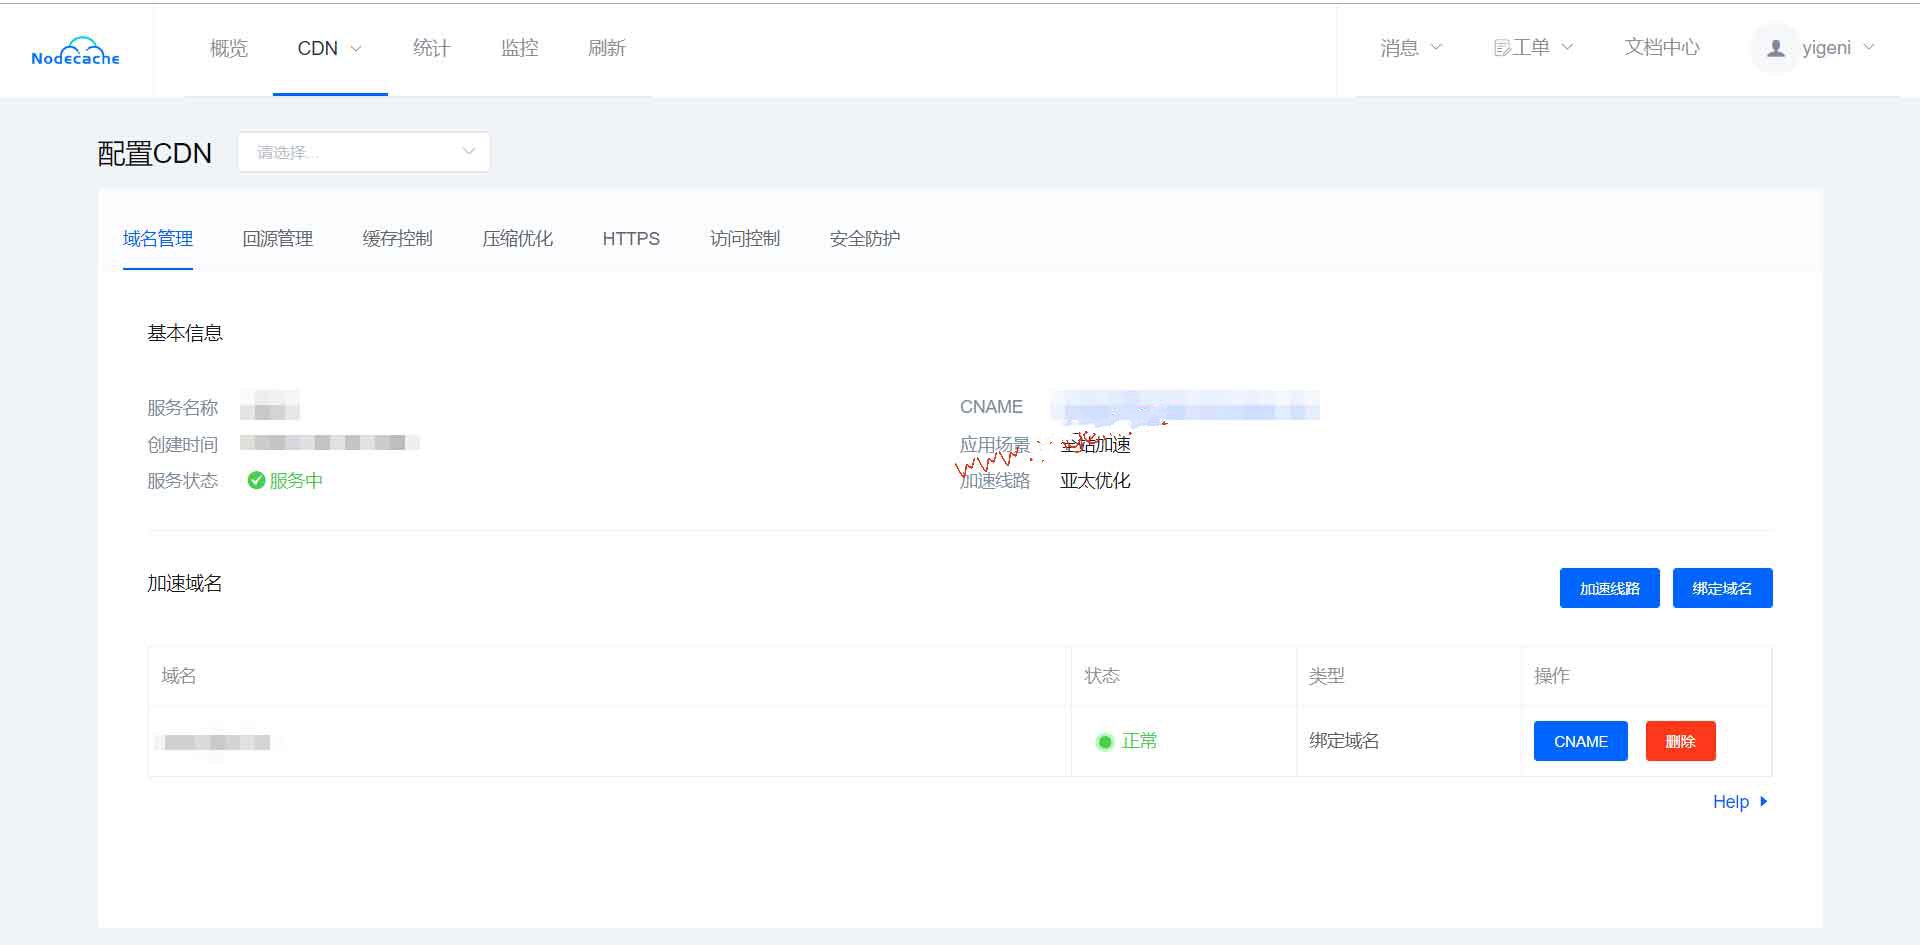 Nodecache
概览 CDN 统计 监控 刷新 消息 工单 文档中心 yigeni
配置CDN 请选择...
域名管理 回源管理 缓存控制 压缩优化 HTTPS 访问控制 安全防护
基本信息
服务名称 CNAME
创建时间 应用场景 全站加速
服务状态 服务中 加速线路 亚太优化
www.
加速域名 加速线路 绑定域名
域名 状态 类型 操作
正常 绑定域名 CNAME 删除
Help